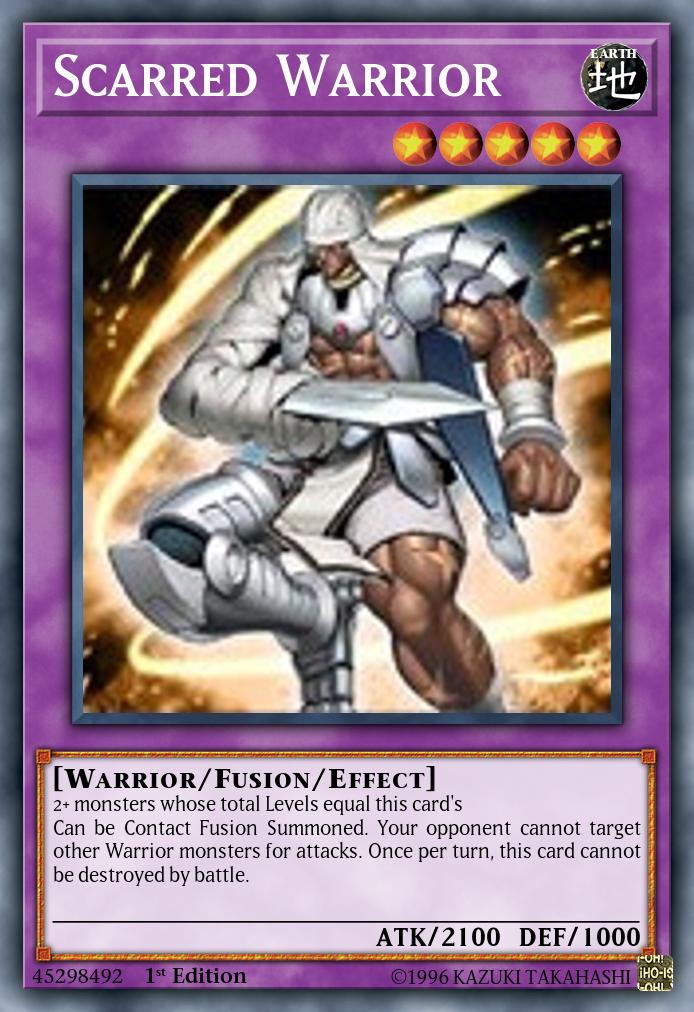 Scarred Warrior
EARTH
地
[Warrior/Fusion/Effect]
2+ monsters whose total Levels equal this card's
Can be Contact Fusion Summoned. Your opponent cannot target
other Warrior monsters for attacks. Once per turn, this card cannot
be destroyed by battle.
ATK/2100 DEF/1000
45298492 1st Edition ©1996 KAZUKI TAKAHASHI